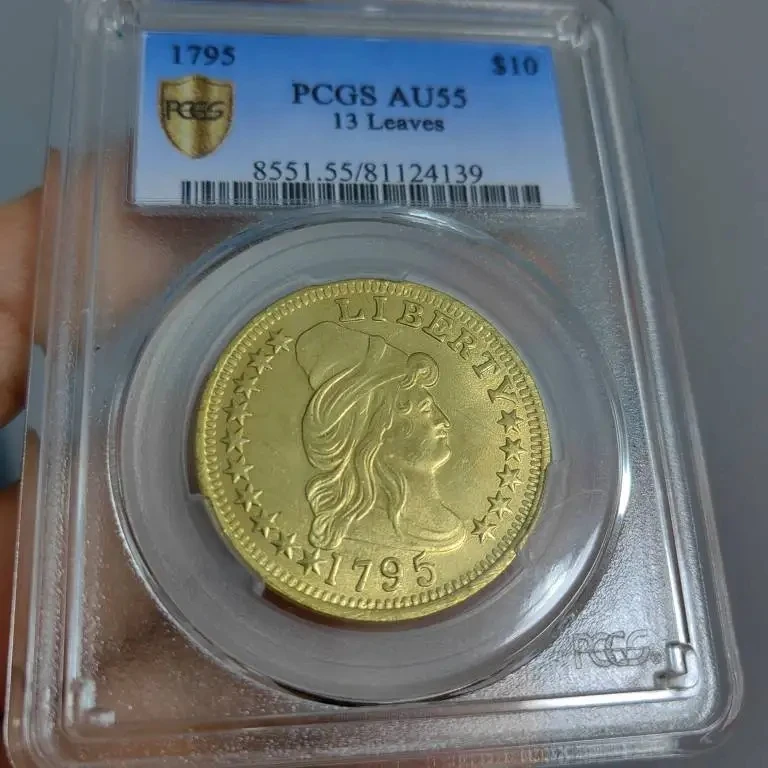 1795
$10
PCGS
PCGS AU55
13 Leaves
8551.55/81124139
LIBERTY
1795
PCGS